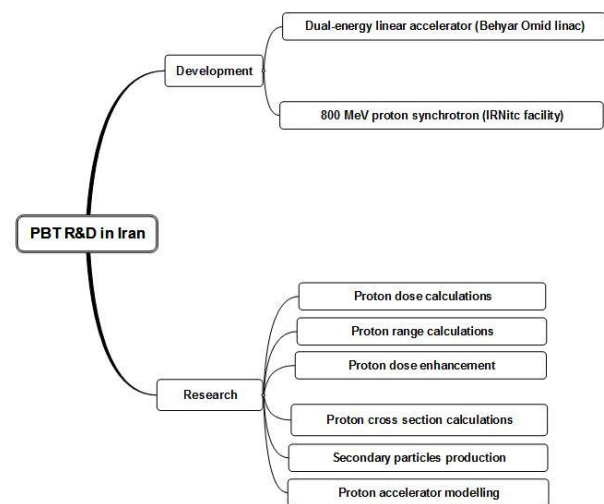 Dual-energy linear accelerator (Behyar Omid linac)
Development
800 MeV proton synchrotron (IRNitc facility)
PBT R&D in Iran
Proton dose calculations
Proton range calculations
Proton dose enhancement
Research
Proton cross section calculations
Secondary particles production
Proton accelerator modelling